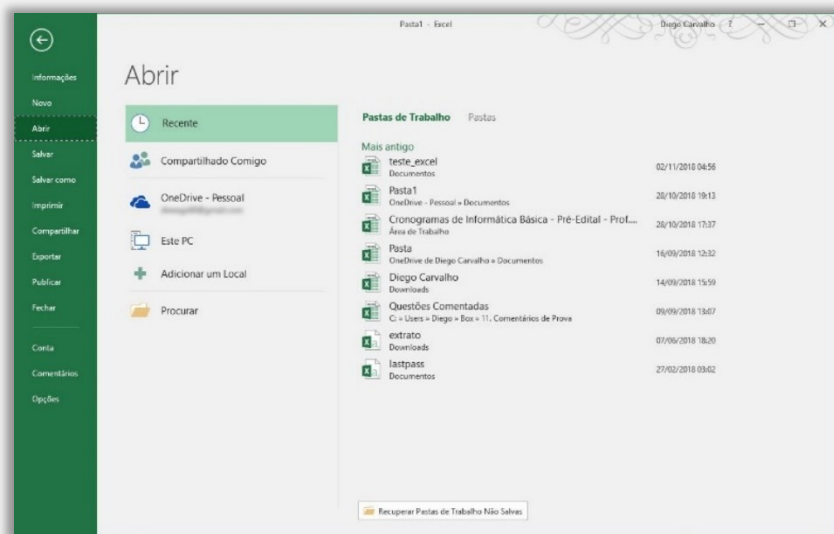 Pasta1 - Excel
Diego Carvalho ?
Informações
Novo
Abrir
Salvar
Salvar como
Imprimir
Compartilhar
Exportar
Publicar
Fechar
Conta
Comentários
Opções
Abrir
Recente
Compartilhado Comigo
OneDrive - Pessoal
Este PC
Adicionar um Local
Procurar
Pastas de Trabalho Pastas
Mais antigo
teste_excel
Documentos
02/11/2018 04:56
Pasta1
OneDrive - Pessoal » Documentos
28/10/2018 19:13
Cronogramas de Informática Básica - Pré-Edital - Prof....
Área de Trabalho
28/10/2018 17:37
Pasta
OneDrive de Diego Carvalho » Documentos
16/09/2018 12:32
Diego Carvalho
Downloads
14/09/2018 15:59
Questões Comentadas
C: » Users » Diego » Box » 11. Comentários de Prova
09/09/2018 13:07
extrato
Downloads
07/06/2018 18:20
lastpass
Documentos
27/02/2018 03:02
Recuperar Pastas de Trabalho Não Salvas